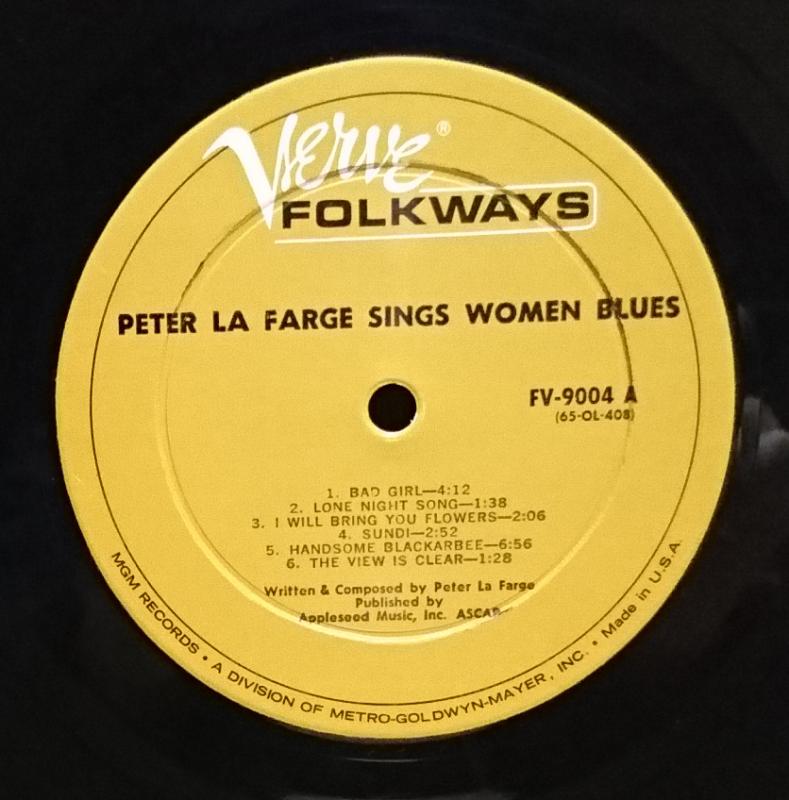 Verve®
FOLKWAYS
PETER LA FARGE SINGS WOMEN BLUES
FV-9004 A
(65-OL-408)
1. BAD GIRL—4:12
2. LONE NIGHT SONG—1:38
3. I WILL BRING YOU FLOWERS—2:06
4. SUNDI—2:52
5. HANDSOME BLACKARBEE—6:56
6. THE VIEW IS CLEAR—1:28
Written & Composed by Peter La Farge
Published by
Appleseed Music, Inc. ASCAP
MGM RECORDS • A DIVISION OF METRO-GOLDWYN-MAYER, INC. • Made in U.S.A.